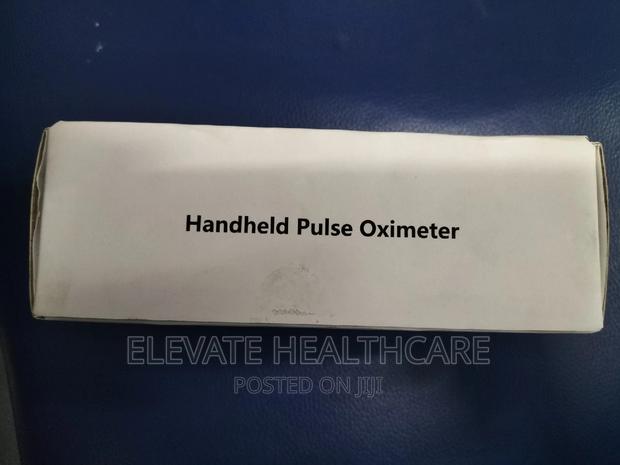 Handheld Pulse Oximeter
ELEVATE HEALTHCARE
POSTED ON JIJI